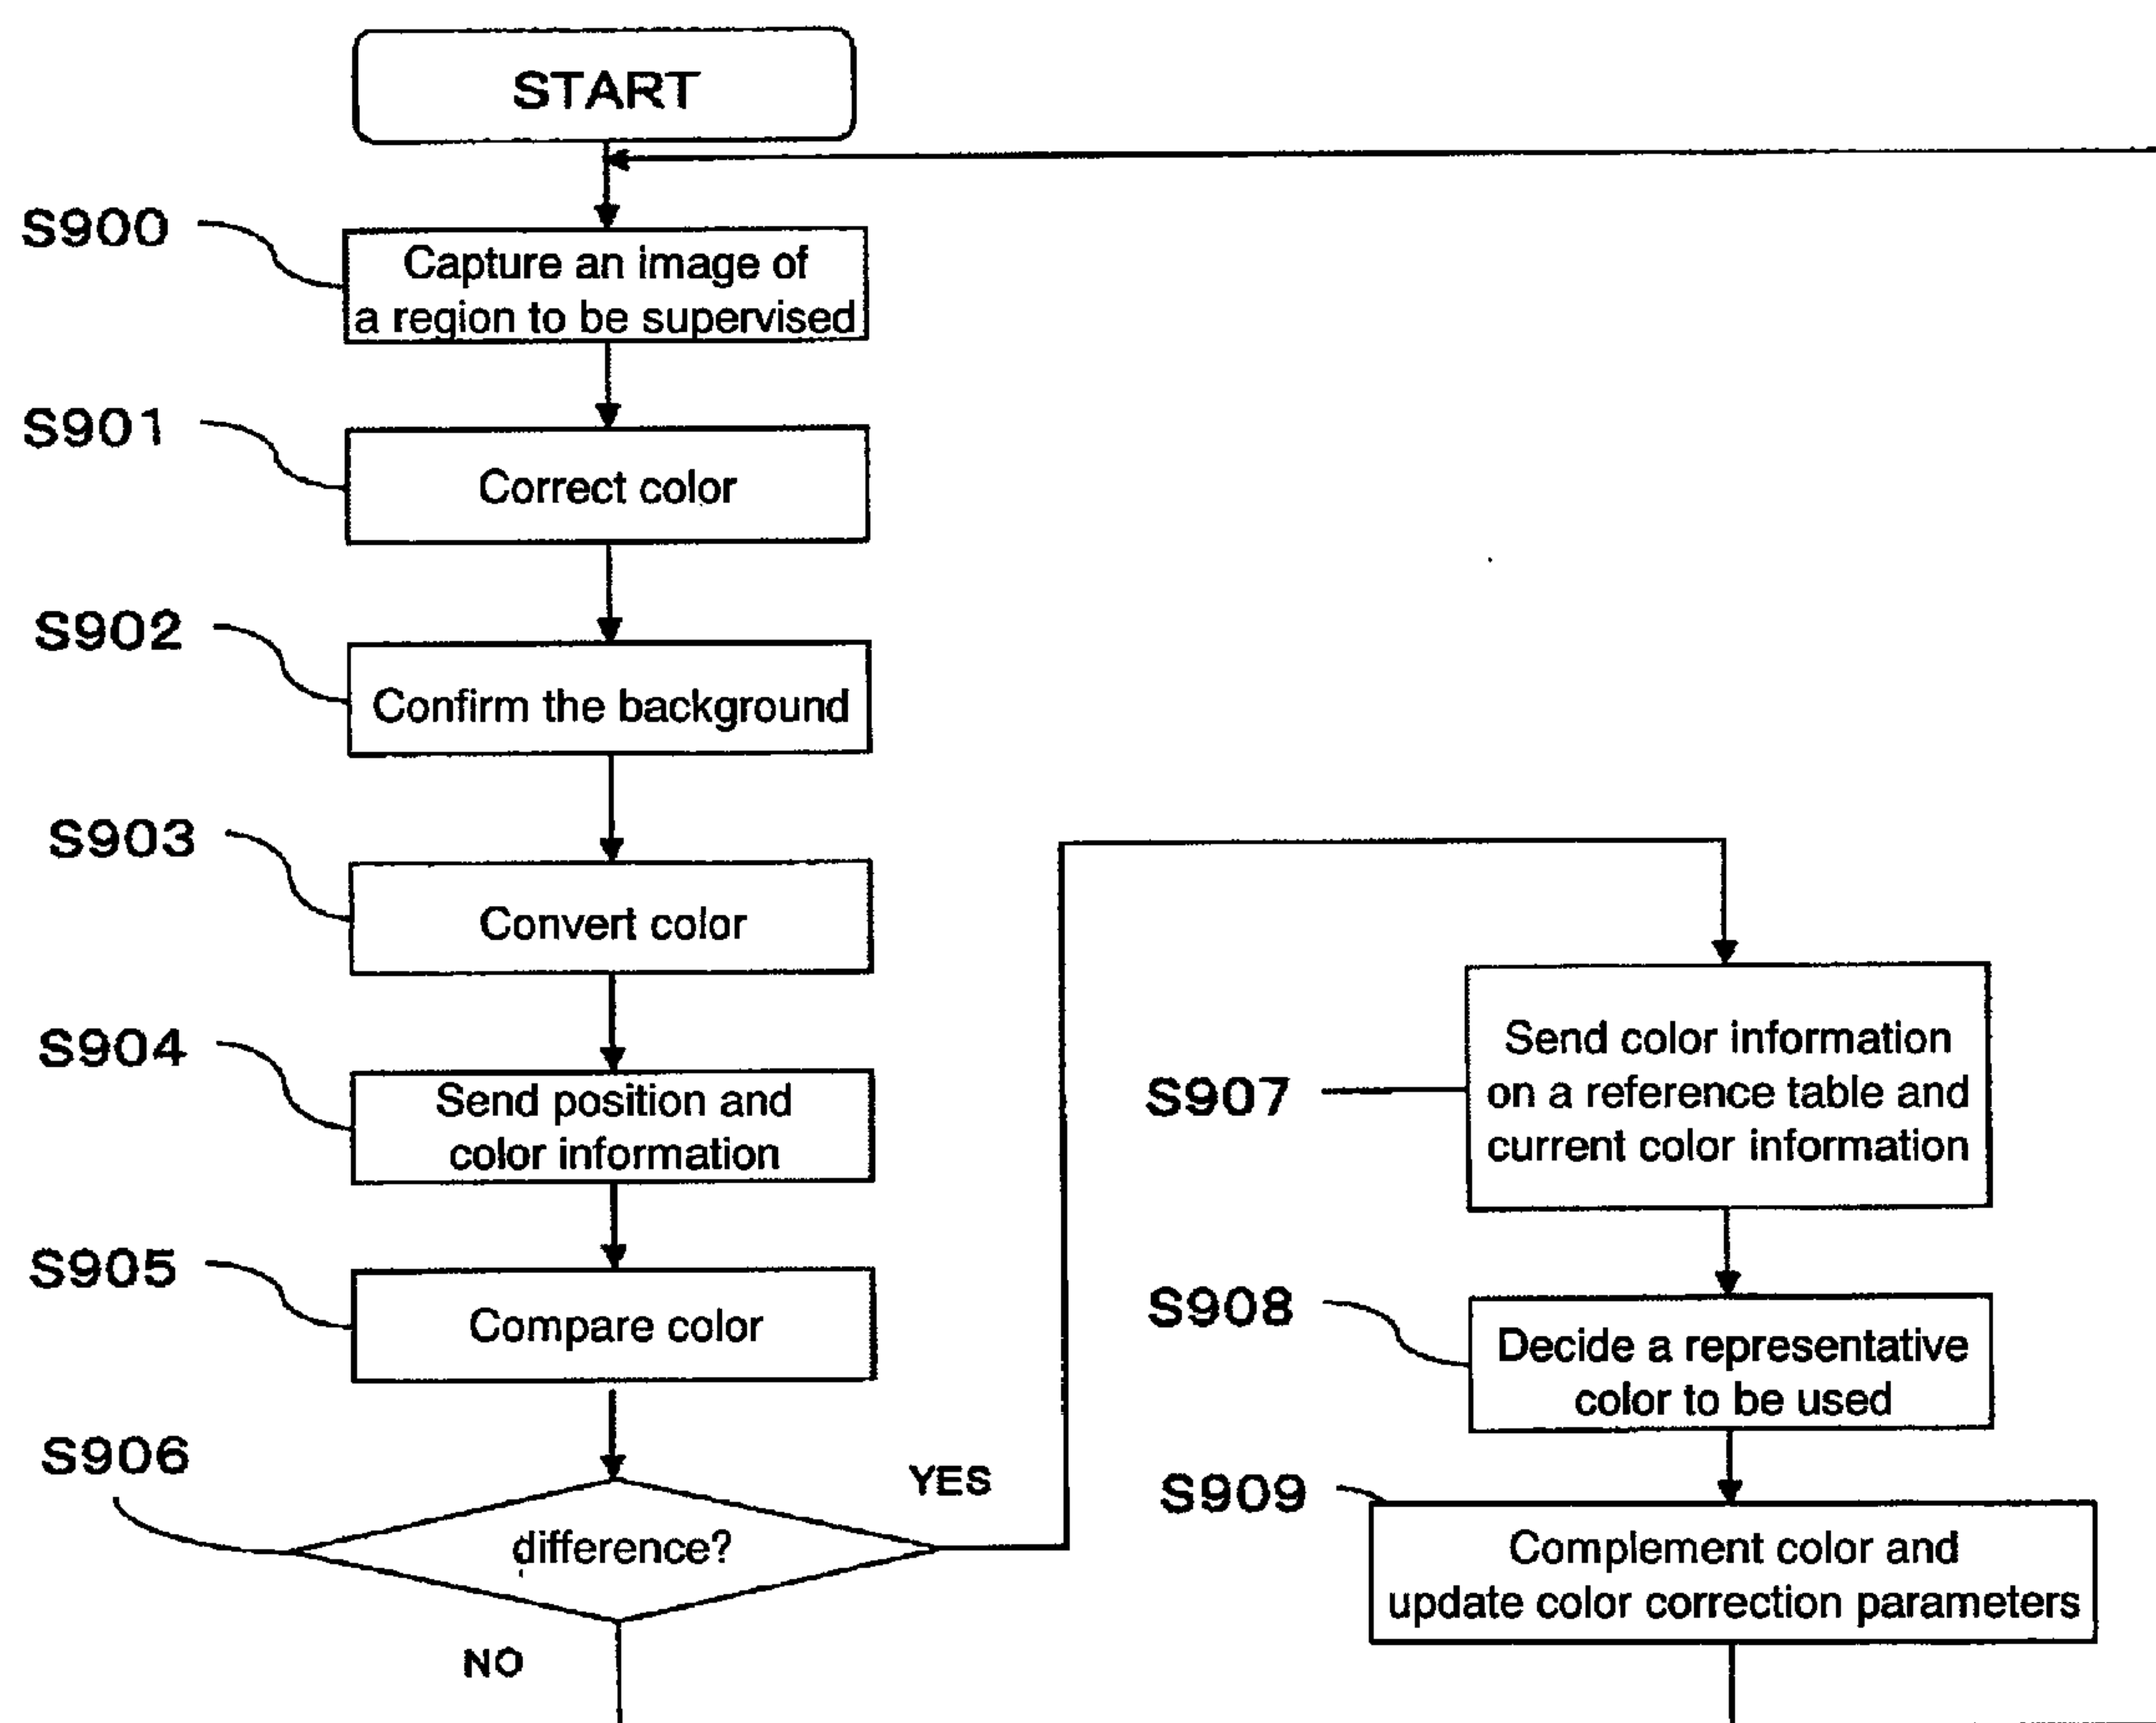 START
S900
Capture an image of
a region to be supervised
S901
Correct color
S902
Confirm the background
S903
Convert color
S904
Send position and
color information
S905
Compare color
S906
difference?
YES
NO
S907
Send color information
on a reference table and
current color information
S908
Decide a representative
color to be used
S909
Complement color and
update color correction parameters